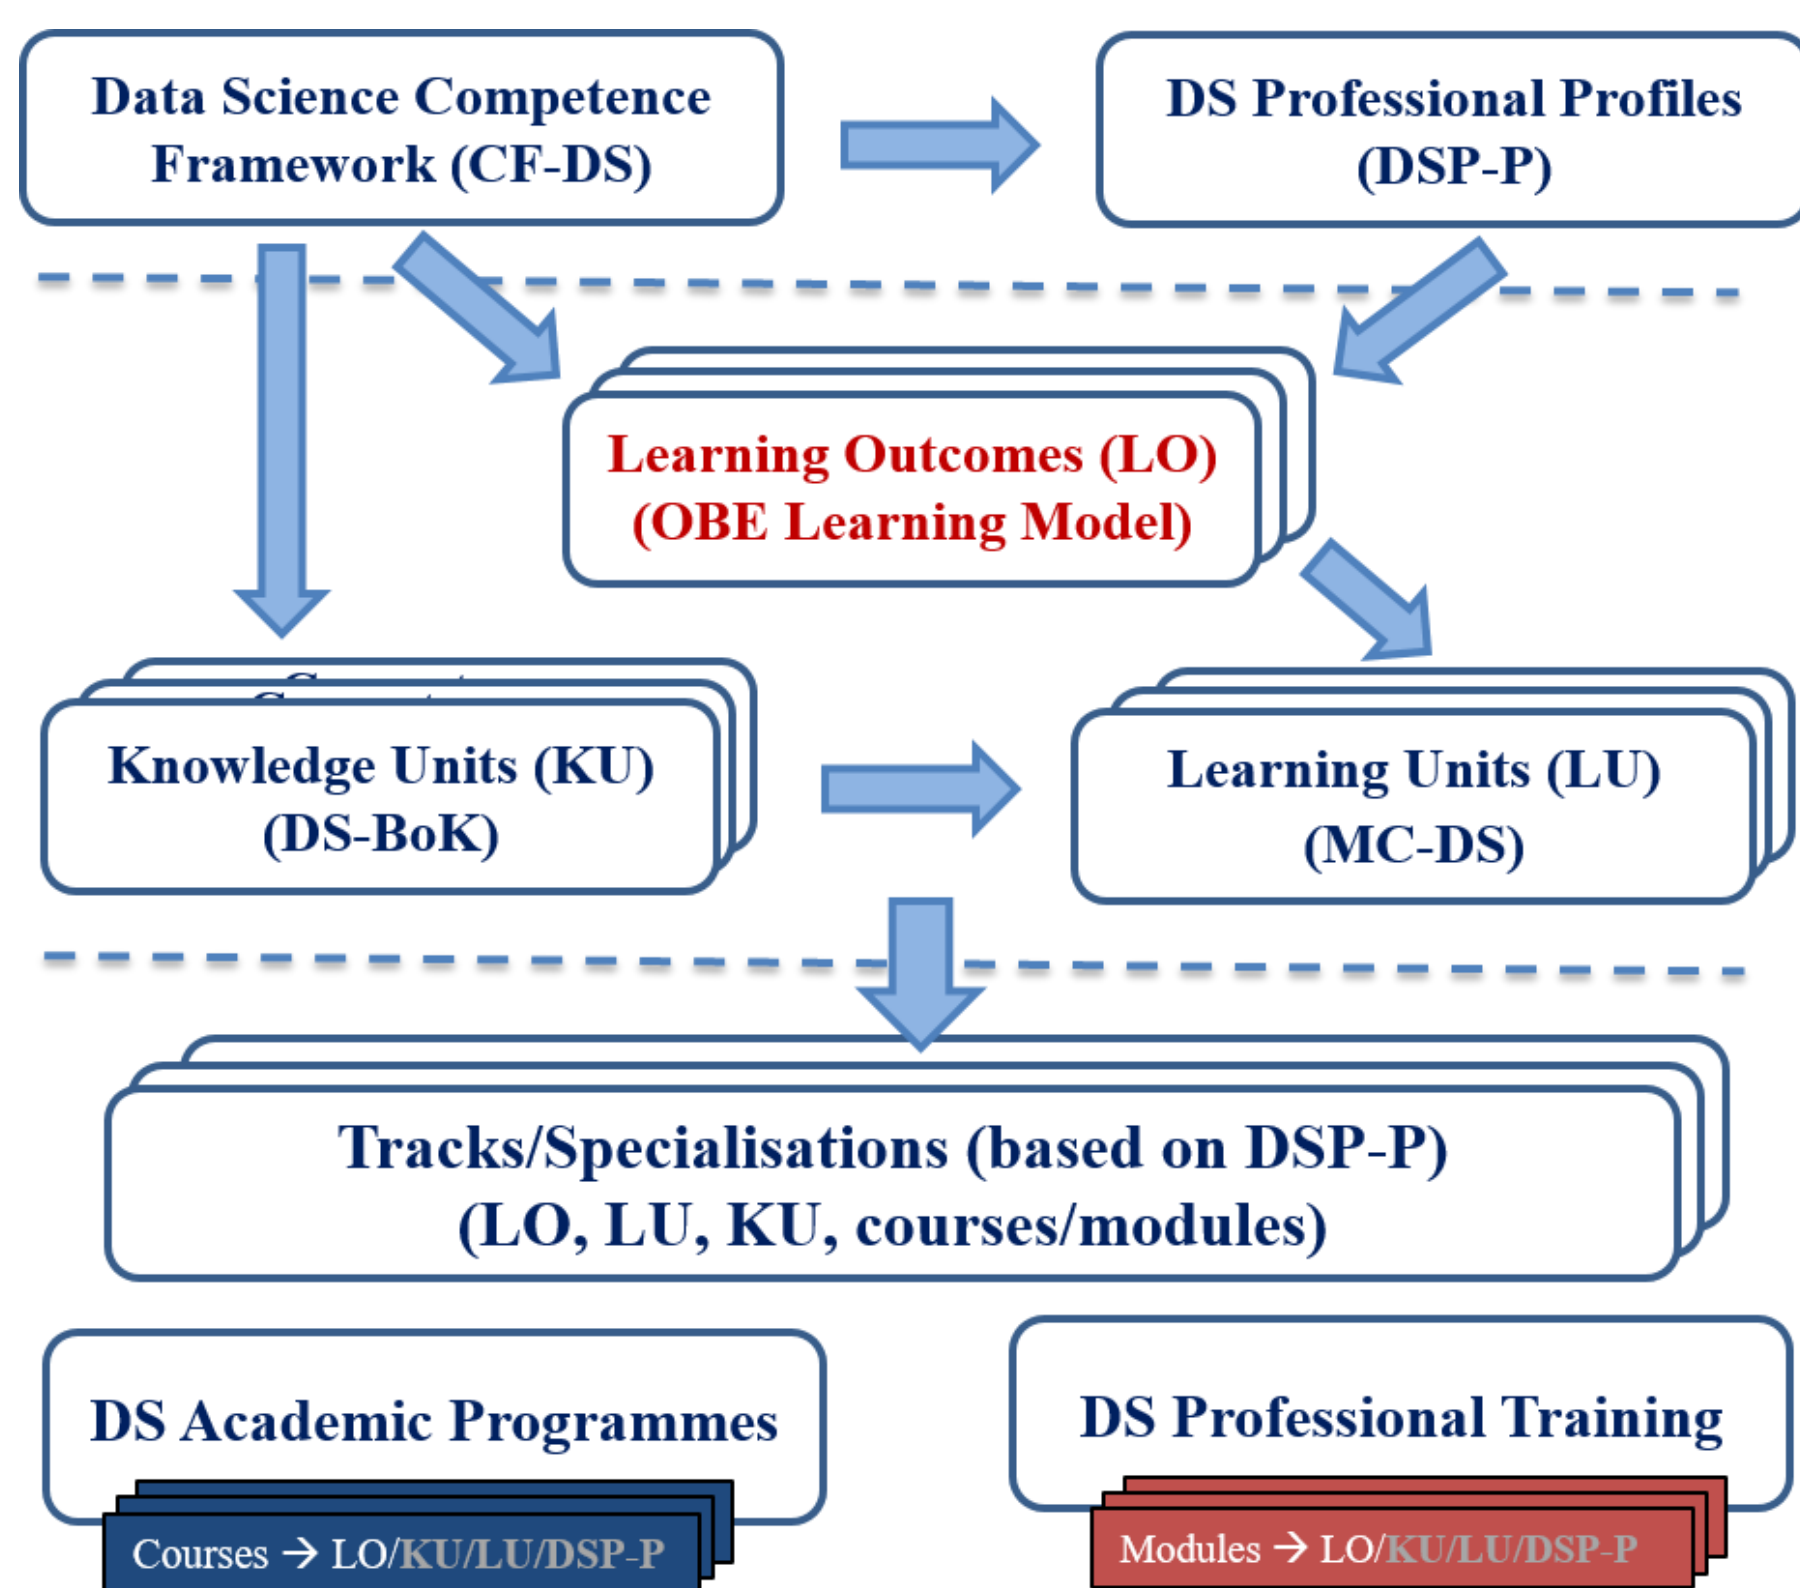 Data Science Competence
Framework (CF-DS)
DS Professional Profiles
(DSP-P)
Learning Outcomes (LO)
(OBE Learning Model)
Knowledge Units (KU)
(DS-BoK)
Learning Units (LU)
(MC-DS)
Tracks/Specialisations (based on DSP-P)
(LO, LU, KU, courses/modules)
DS Academic Programmes
Courses → LO/KU/LU/DSP-P
DS Professional Training
Modules → LO/KU/LU/DSP-P